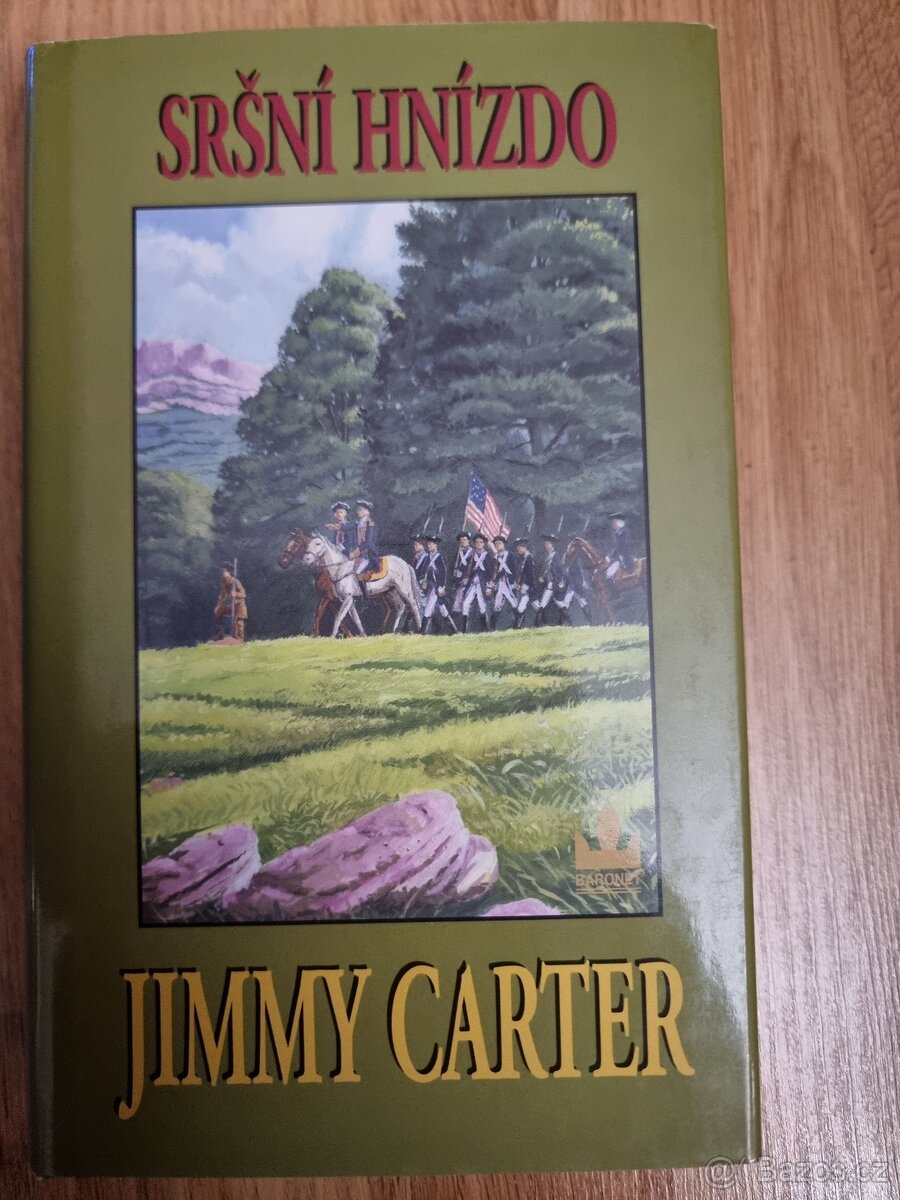 SRŠNÍ HNÍZDO
BARONET
JIMMY CARTER
Bazos.cz